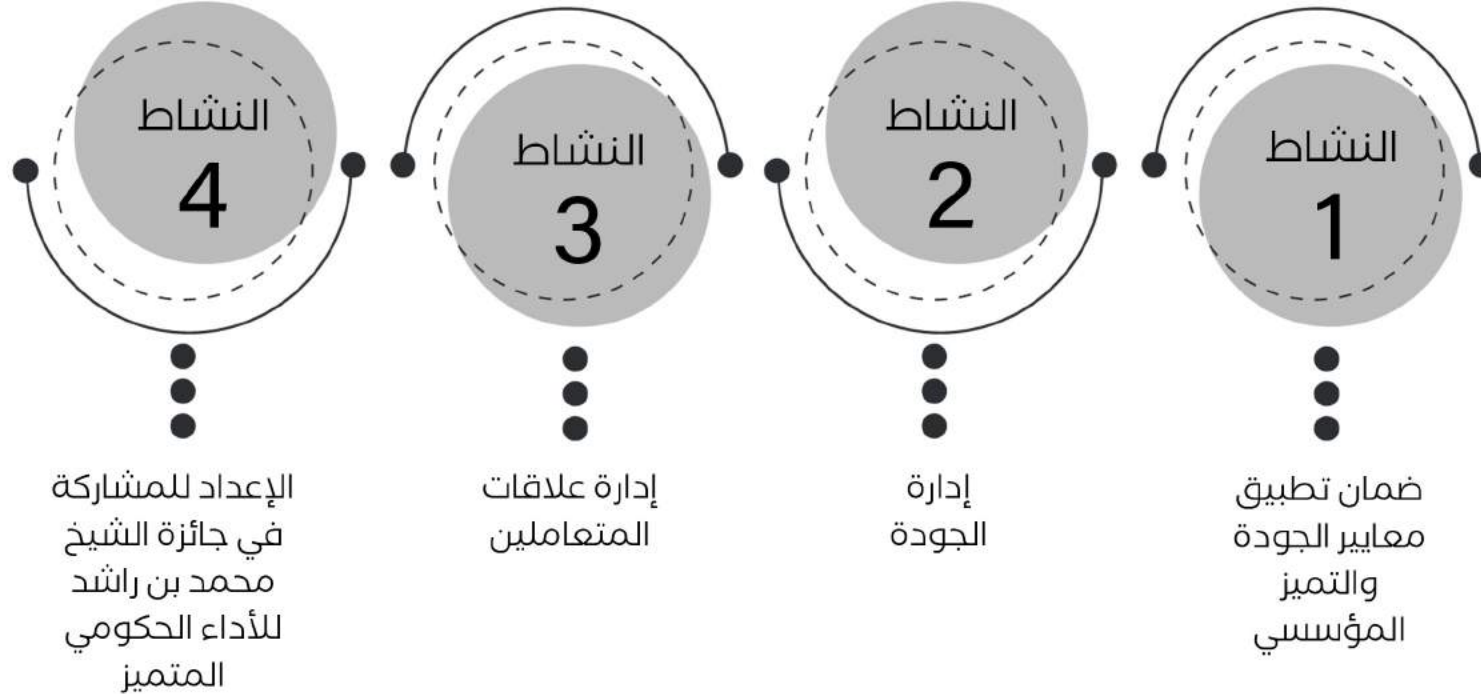 النشاط
1
ضمان تطبيق
معايير الجودة
والتميز
المؤسسي
النشاط
2
إدارة
الجودة
النشاط
3
إدارة علاقات
المتعاملين
النشاط
4
الإعداد للمشاركة
في جائزة الشيخ
محمد بن راشد
للأداء الحكومي
المتميز